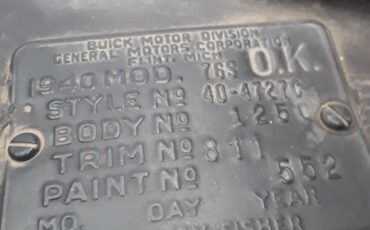 BUICK MOTOR DIVISION
GENERAL MOTORS CORPORATION
FLINT, MICH
O.K.
1940 MOD. 76S
STYLE Nº 40-4727C
BODY Nº 1250
TRIM Nº 811
PAINT Nº 552
MO. DAY YEAR
FISHER